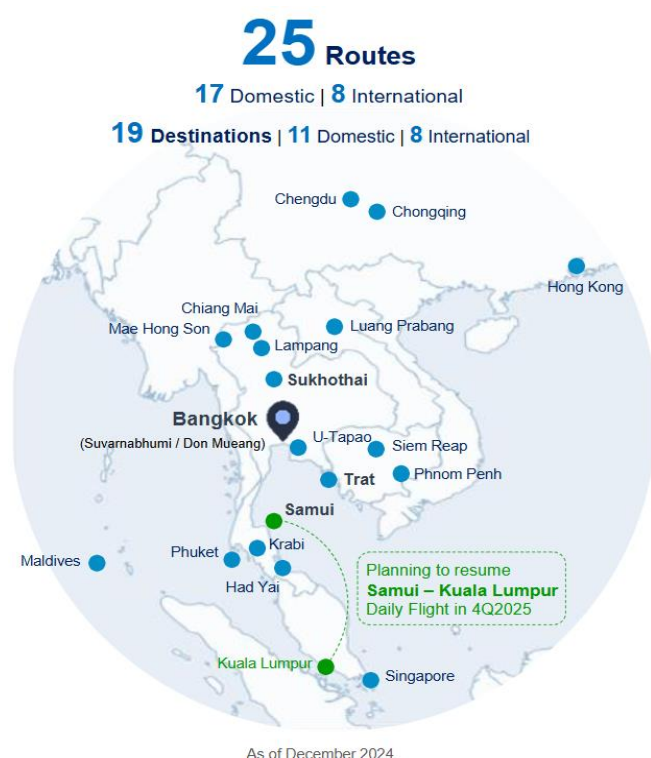 25 Routes
17 Domestic | 8 International
19 Destinations | 11 Domestic | 8 International
Chengdu
Chongqing
Hong Kong
Chiang Mai
Mae Hong Son
Luang Prabang
Lampang
Sukhothai
Bangkok
(Suvarnabhumi / Don Mueang)
U-Tapao
Siem Reap
Phnom Penh
Trat
Samui
Krabi
Phuket
Maldives
Had Yai
Planning to resume
Samui – Kuala Lumpur
Daily Flight in 4Q2025
Kuala Lumpur
Singapore
As of December 2024